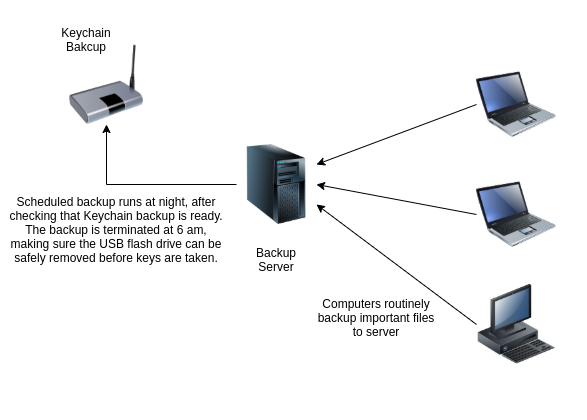 Keychain
Bakcup
Scheduled backup runs at night, after
checking that Keychain backup is ready.
The backup is terminated at 6 am,
making sure the USB flash drive can be
safely removed before keys are taken.
Backup
Server
Computers routinely
backup important files
to server